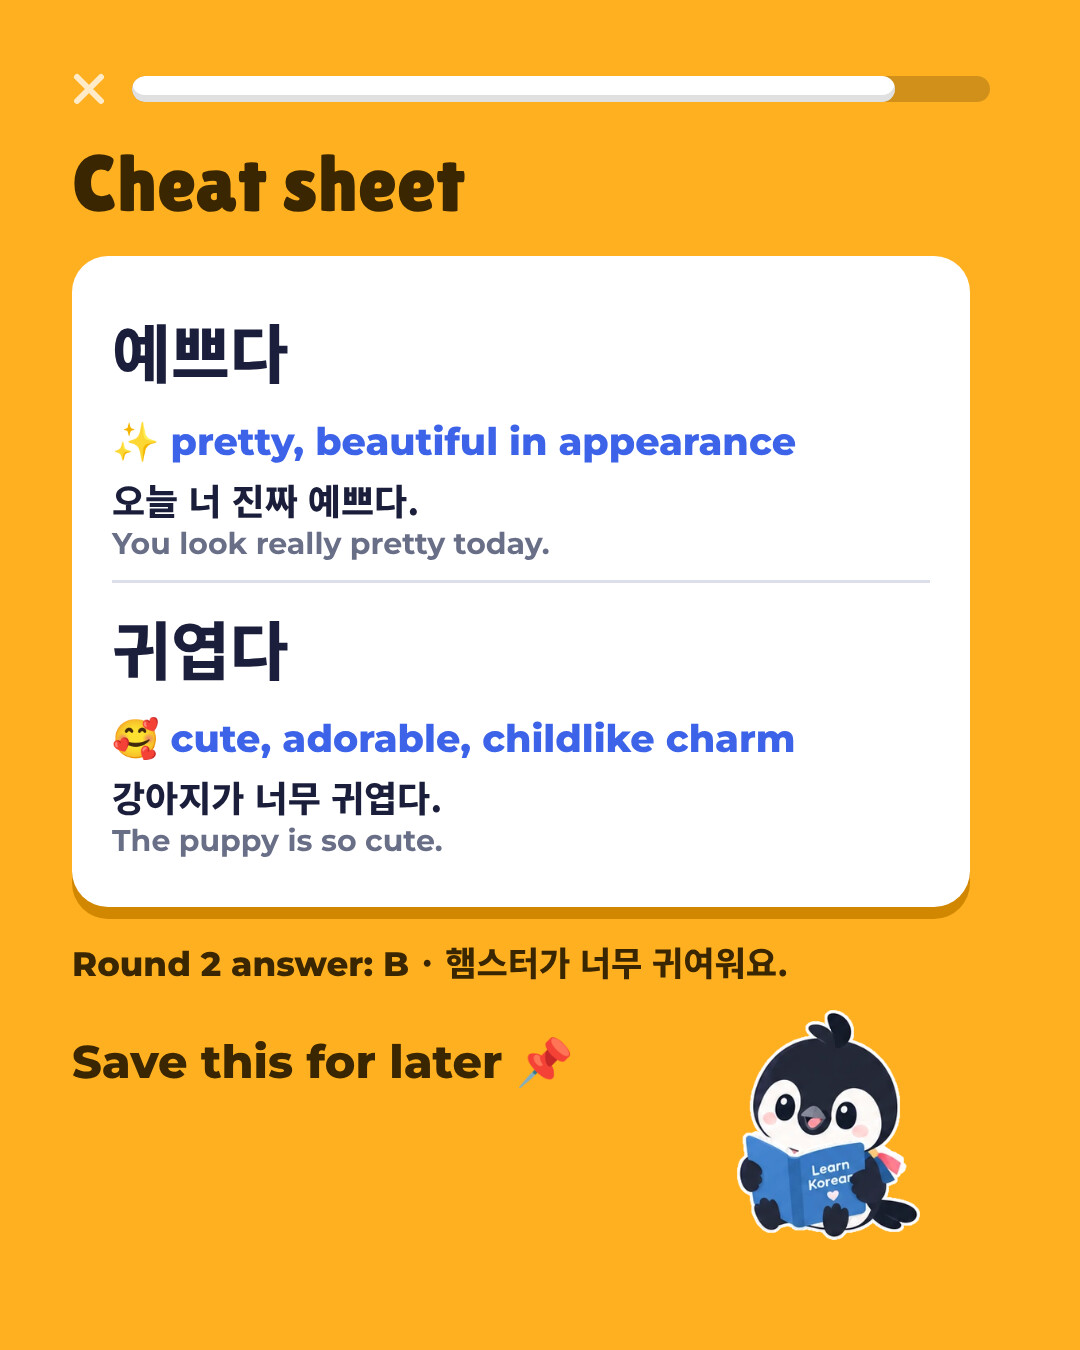 Cheat sheet
예쁘다
✨ pretty, beautiful in appearance
오늘 너 진짜 예쁘다.
You look really pretty today.
귀엽다
🥰 cute, adorable, childlike charm
강아지가 너무 귀엽다.
The puppy is so cute.
Round 2 answer: B · 햄스터가 너무 귀여워요.
Save this for later 📌
Learn
Korean